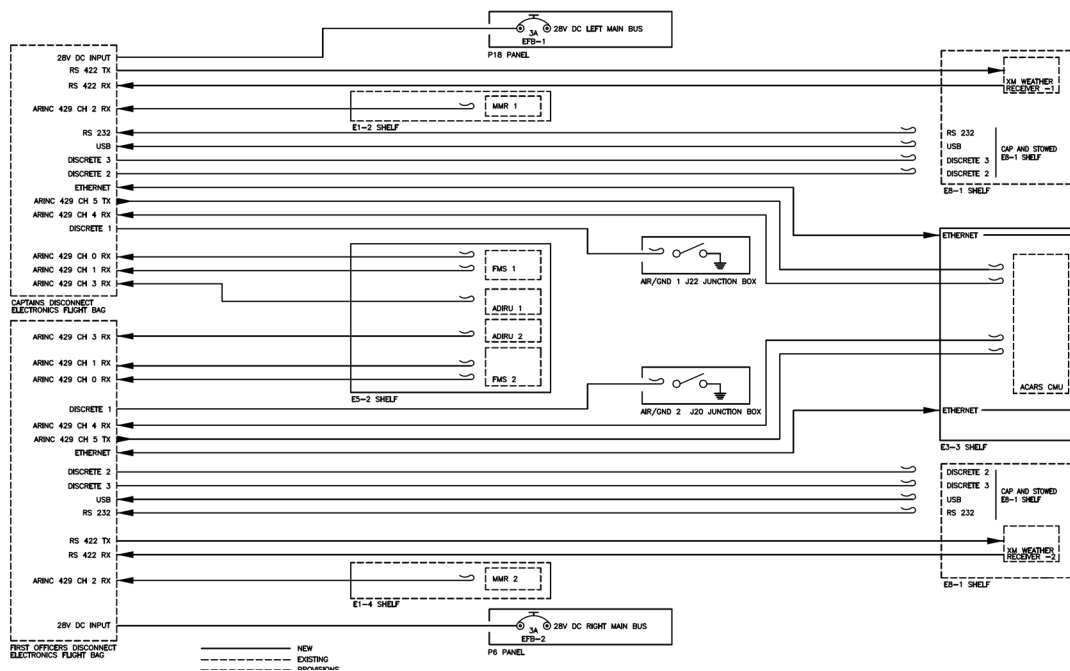 28V DC LEFT MAIN BUS
3A
EFB-1
P18 PANEL
28V DC INPUT
RS 422 TX
RS 422 RX
ARINC 429 CH 2 RX
RS 232
USB
DISCRETE 3
DISCRETE 2
ETHERNET
ARINC 429 CH 5 TX
ARINC 429 CH 4 RX
DISCRETE 1
ARINC 429 CH 0 RX
ARINC 429 CH 1 RX
ARINC 429 CH 3 RX
CAPTAINS DISCONNECT
ELECTRONICS FLIGHT BAG
MMR 1
E1-2 SHELF
XM WEATHER
RECEIVER -1
RS 232
USB
DISCRETE 3
DISCRETE 2
CAP AND STOWED
E8-1 SHELF
E8-1 SHELF
FMS 1
ADIRU 1
ADIRU 2
FMS 2
E5-2 SHELF
AIR/GND 1 J22 JUNCTION BOX
AIR/GND 2 J20 JUNCTION BOX
ETHERNET
ACARS CMU
ETHERNET
E3-3 SHELF
ARINC 429 CH 3 RX
ARINC 429 CH 1 RX
ARINC 429 CH 0 RX
DISCRETE 1
ARINC 429 CH 4 RX
ARINC 429 CH 5 TX
ETHERNET
DISCRETE 2
DISCRETE 3
USB
RS 232
RS 422 TX
RS 422 RX
ARINC 429 CH 2 RX
28V DC INPUT
FIRST OFFICERS DISCONNECT
ELECTRONICS FLIGHT BAG
DISCRETE 2
DISCRETE 3
USB
RS 232
CAP AND STOWED
E8-1 SHELF
XM WEATHER
RECEIVER -2
E8-1 SHELF
MMR 2
E1-4 SHELF
28V DC RIGHT MAIN BUS
3A
EFB-2
P6 PANEL
NEW
EXISTING
PROVISIONS